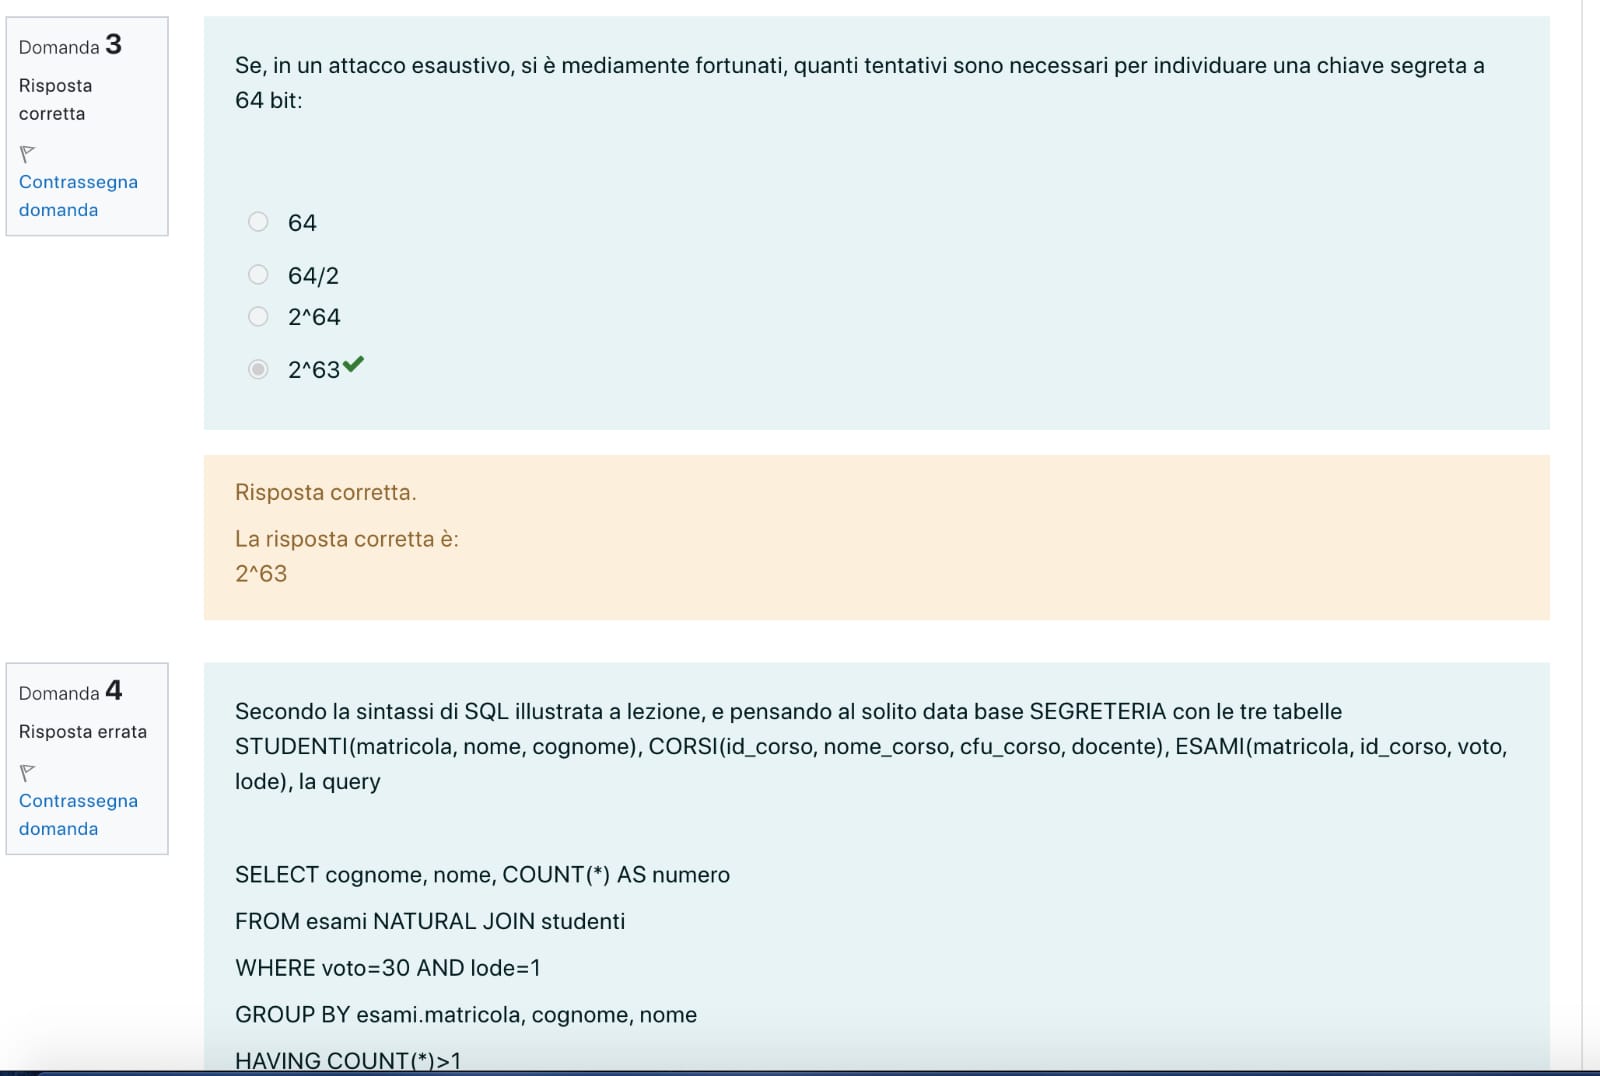 Domanda 3
Risposta
corretta
Contrassegna
domanda
Se, in un attacco esaustivo, si è mediamente fortunati, quanti tentativi sono necessari per individuare una chiave segreta a
64 bit:
64
64/2
2^64
2^63
Risposta corretta.
La risposta corretta è:
2^63
Domanda 4
Risposta errata
Contrassegna
domanda
Secondo la sintassi di SQL illustrata a lezione, e pensando al solito data base SEGRETERIA con le tre tabelle
STUDENTI(matricola, nome, cognome), CORSI(id_corso, nome_corso, cfu_corso, docente), ESAMI(matricola, id_corso, voto,
lode), la query
SELECT cognome, nome, COUNT(*) AS numero
FROM esami NATURAL JOIN studenti
WHERE voto=30 AND lode=1
GROUP BY esami.matricola, cognome, nome
HAVING COUNT(*)>1